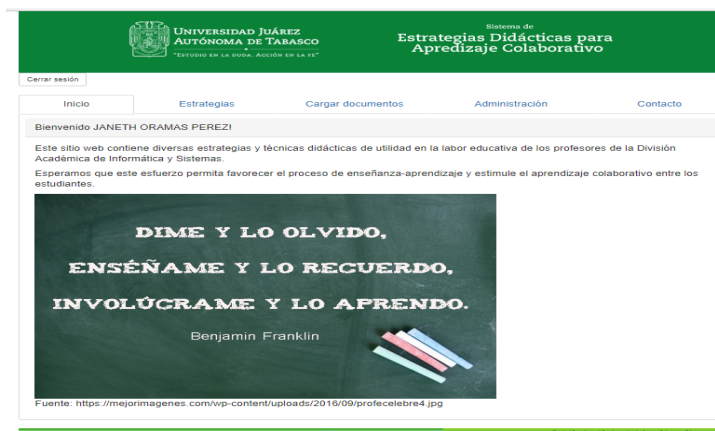 UNIVERSIDAD JUÁREZ
AUTÓNOMA DE TABASCO
"ESTUDIO EN LA DUDA. ACCIÓN EN LA FE"
Sistema de
Estrategias Didácticas para
Apredizaje Colaborativo
Cerrar sesión
Inicio Estrategias Cargar documentos Administración Contacto
Bienvenido JANETH ORAMAS PEREZ!
Este sitio web contiene diversas estrategias y técnicas didácticas de utilidad en la labor educativa de los profesores de la División
Académica de Informática y Sistemas.
Esperamos que este esfuerzo permita favorecer el proceso de enseñanza-aprendizaje y estimule el aprendizaje colaborativo entre los
estudiantes.
DIME Y LO OLVIDO,
ENSÉÑAME Y LO RECUERDO,
INVOLÚCRAME Y LO APRENDO.
Benjamin Franklin
Fuente: https://mejorimagenes.com/wp-content/uploads/2016/09/profecelebre4.jpg